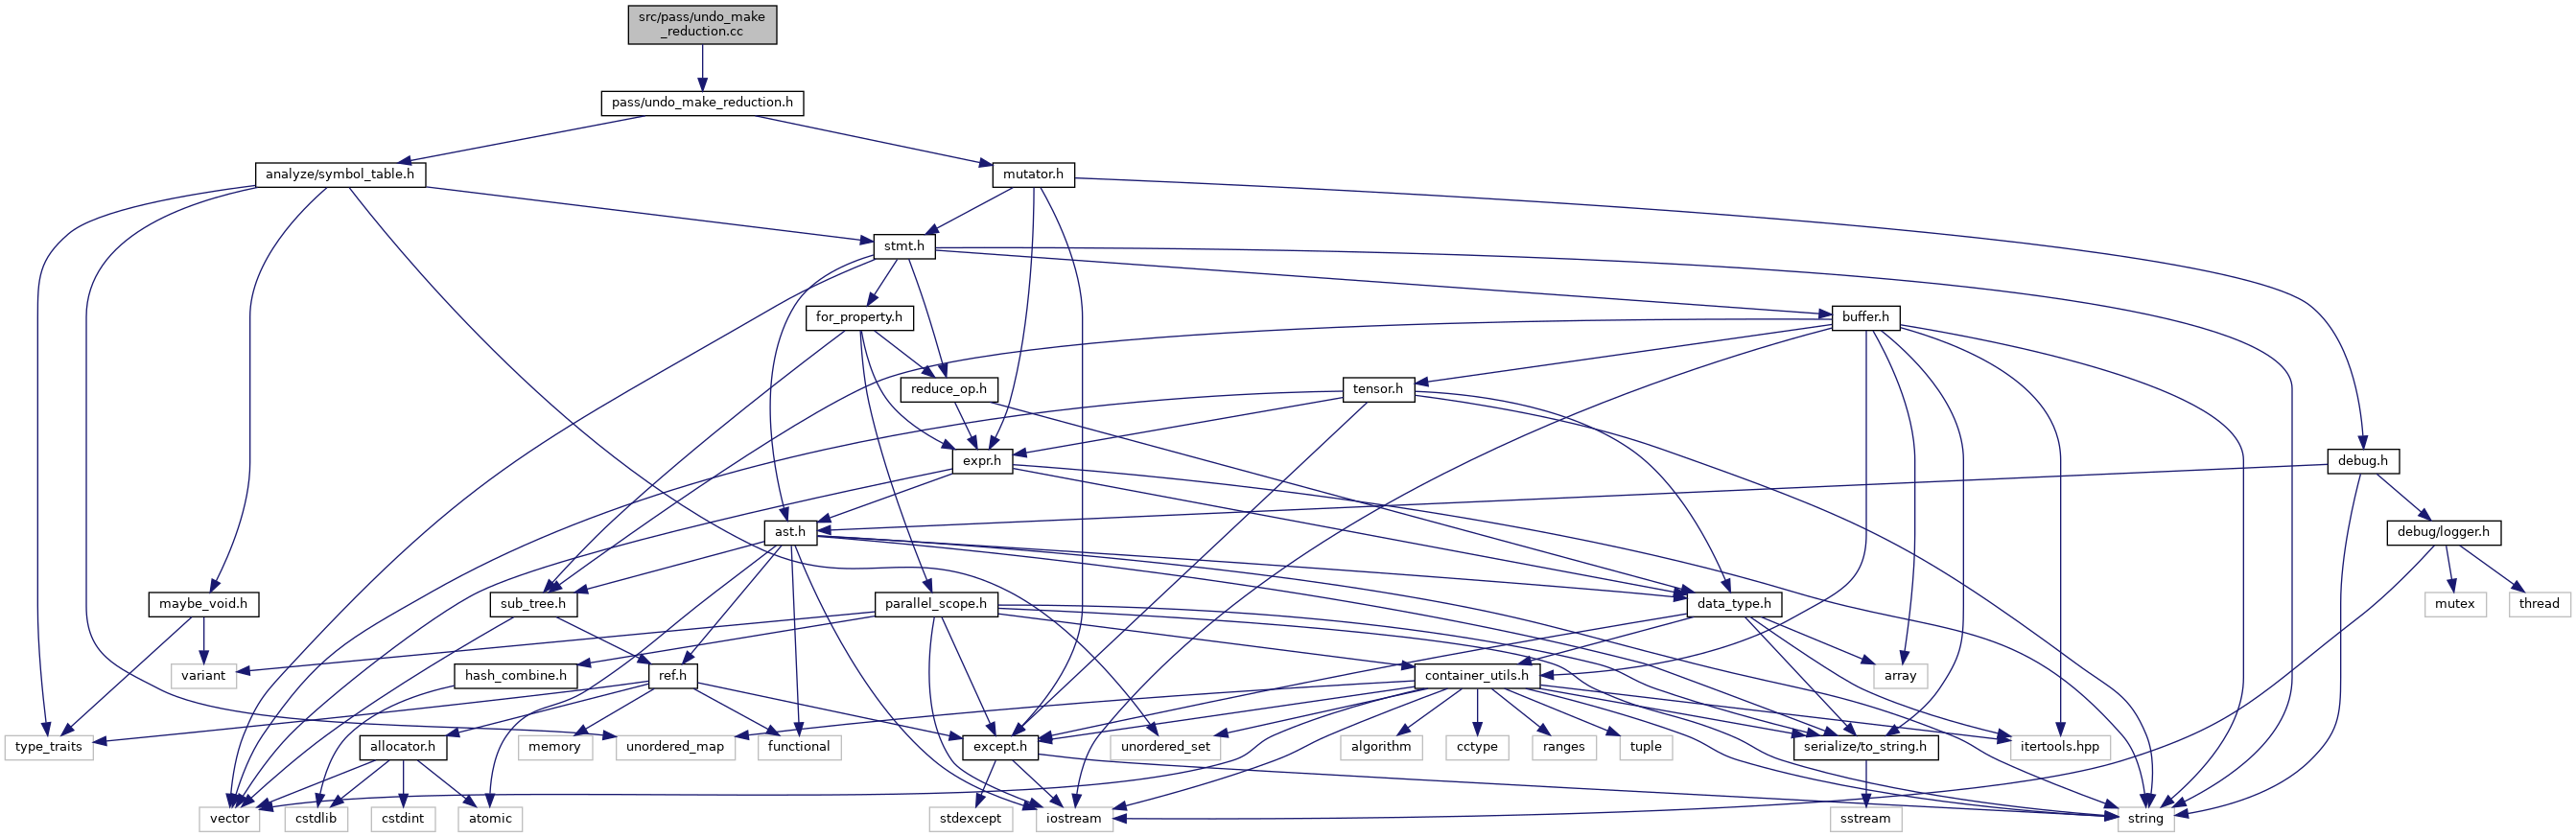 src/pass/undo_make
_reduction.cc
pass/undo_make_reduction.h
analyze/symbol_table.h
mutator.h
stmt.h
for_property.h
buffer.h
reduce_op.h
tensor.h
expr.h
debug.h
ast.h
debug/logger.h
maybe_void.h
sub_tree.h
parallel_scope.h
data_type.h
mutex
thread
variant
hash_combine.h
ref.h
container_utils.h
array
type_traits
allocator.h
memory
unordered_map
functional
except.h
unordered_set
algorithm
cctype
ranges
tuple
serialize/to_string.h
itertools.hpp
vector
cstdlib
cstdint
atomic
stdexcept
iostream
sstream
string